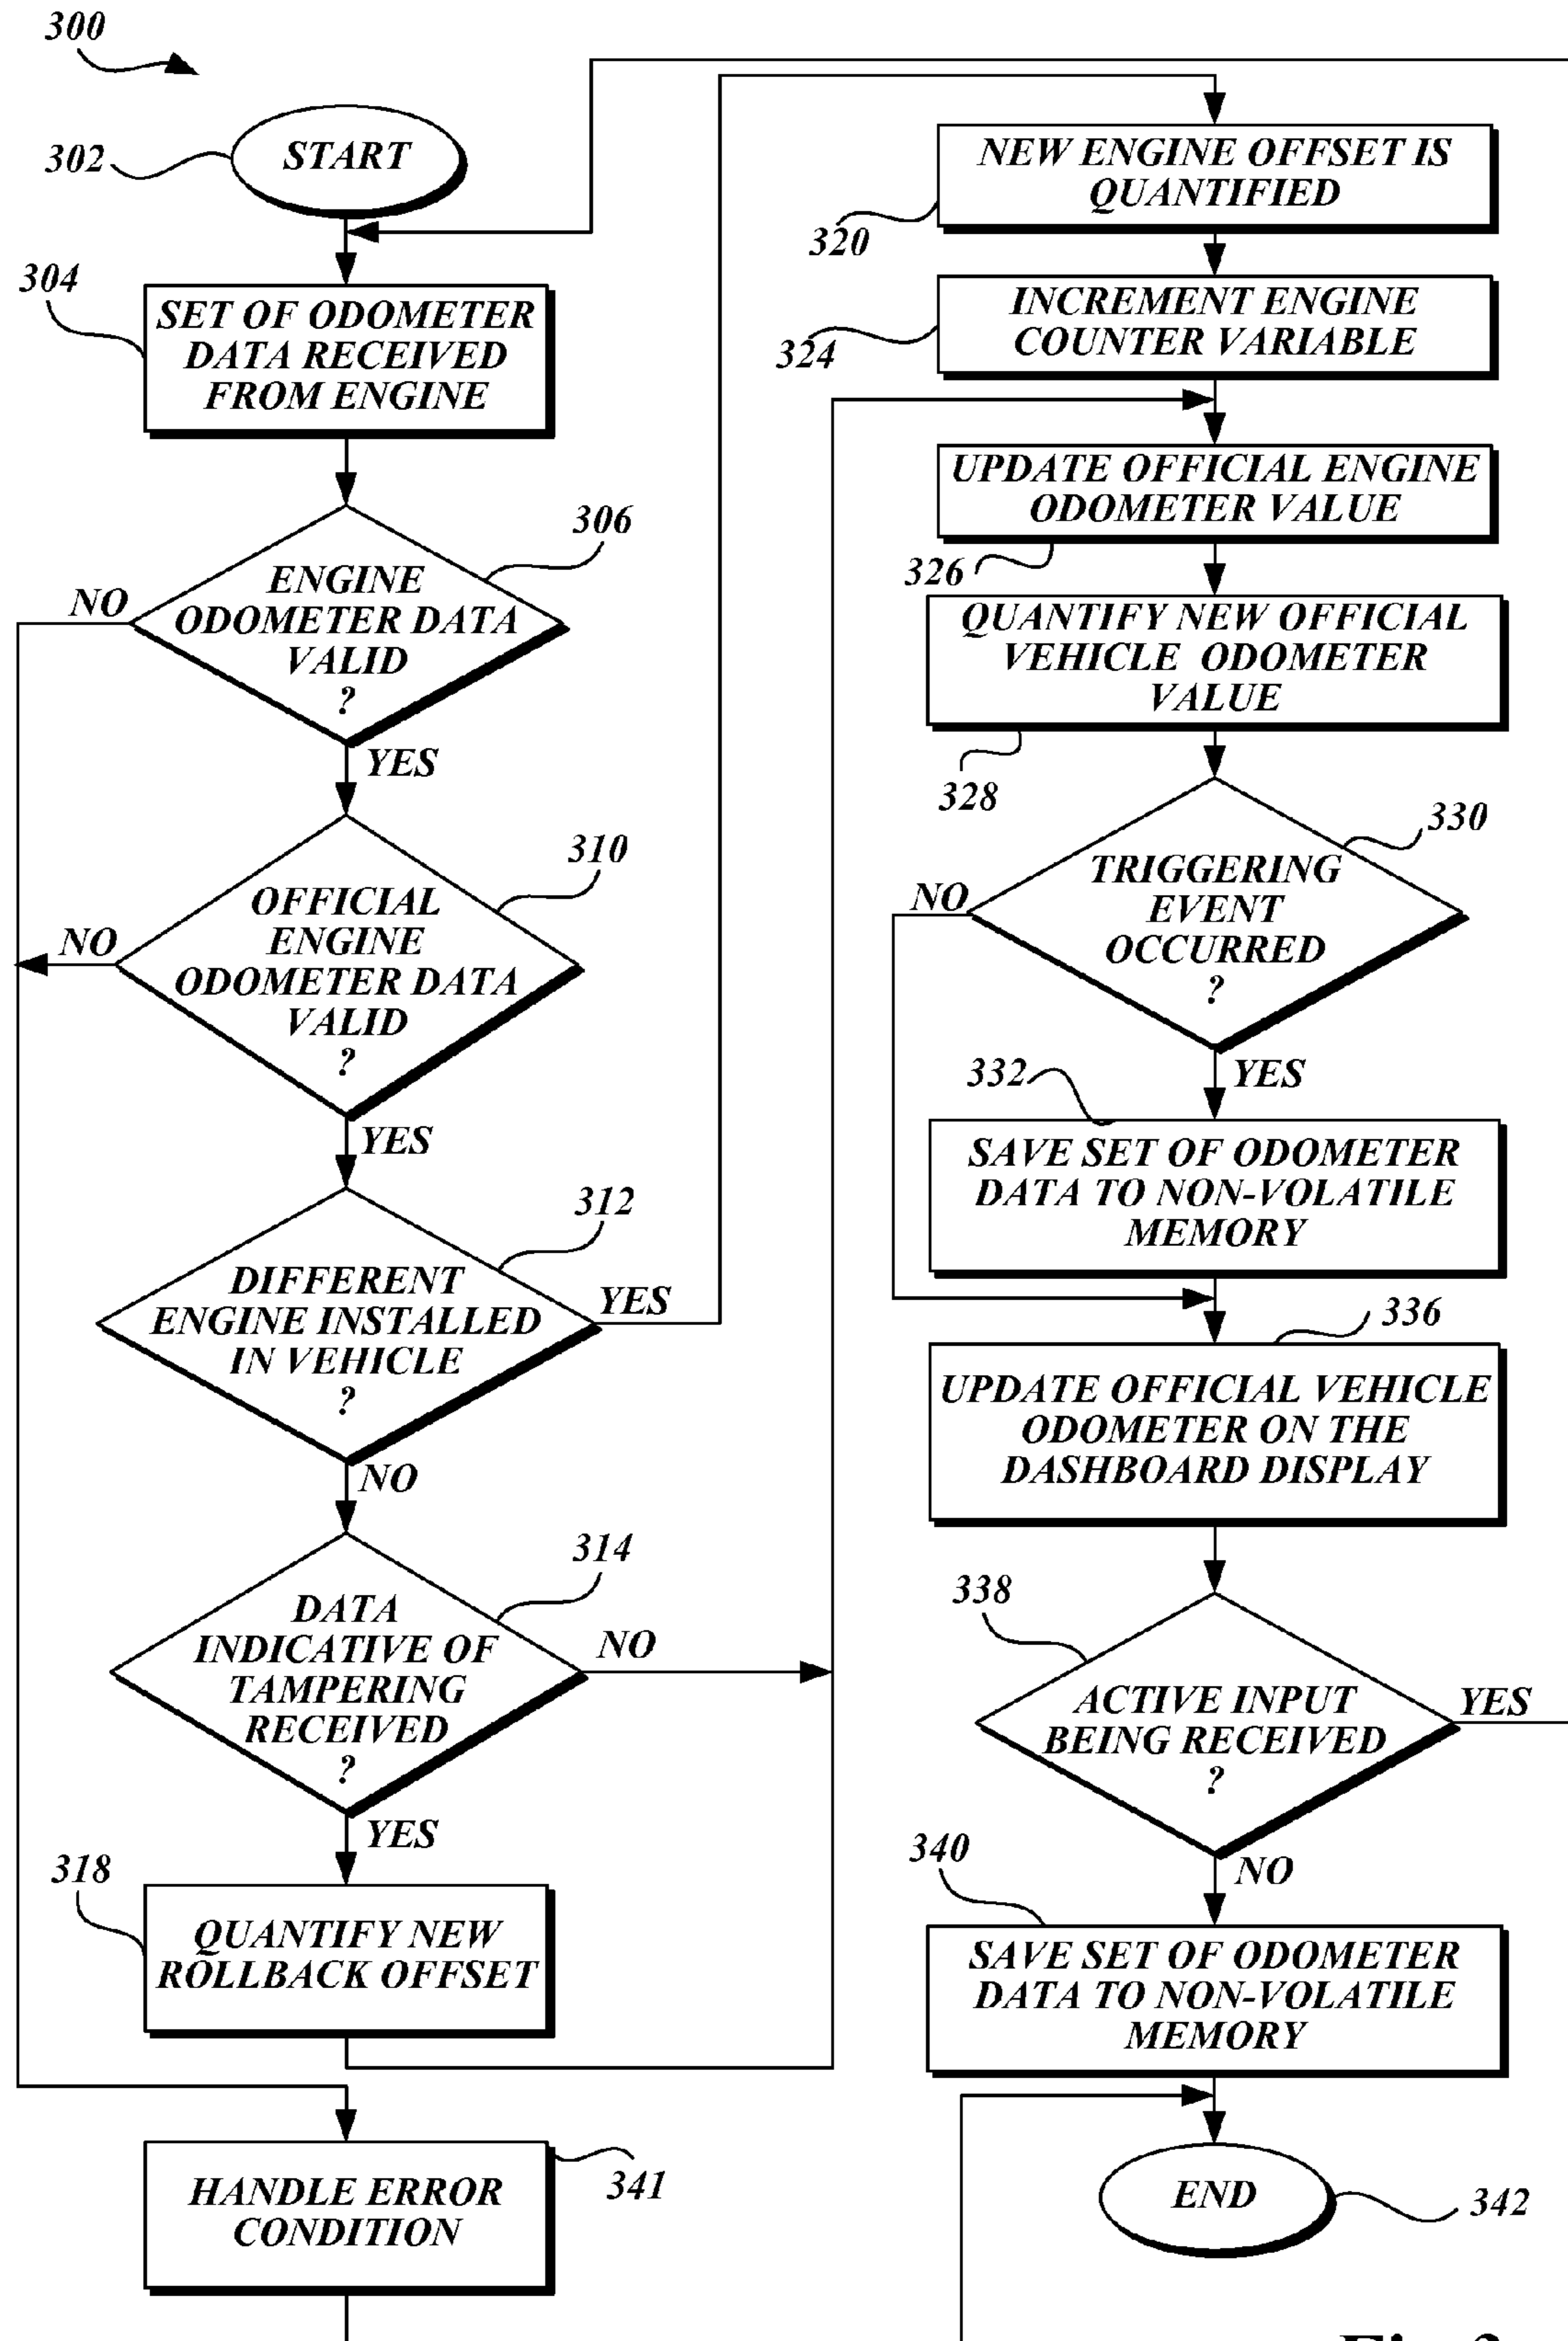 300
302
START
304
SET OF ODOMETER
DATA RECEIVED
FROM ENGINE
306
ENGINE
ODOMETER DATA
VALID
?
NO
YES
310
OFFICIAL
ENGINE
ODOMETER DATA
VALID
?
NO
YES
312
DIFFERENT
ENGINE INSTALLED
IN VEHICLE
?
YES
NO
314
DATA
INDICATIVE OF
TAMPERING
RECEIVED
?
NO
YES
318
QUANTIFY NEW
ROLLBACK OFFSET
HANDLE ERROR
CONDITION
341
NEW ENGINE OFFSET IS
QUANTIFIED
320
INCREMENT ENGINE
COUNTER VARIABLE
324
UPDATE OFFICIAL ENGINE
ODOMETER VALUE
326
QUANTIFY NEW OFFICIAL
VEHICLE ODOMETER
VALUE
328
330
TRIGGERING
EVENT
OCCURRED
?
NO
YES
332
SAVE SET OF ODOMETER
DATA TO NON-VOLATILE
MEMORY
336
UPDATE OFFICIAL VEHICLE
ODOMETER ON THE
DASHBOARD DISPLAY
338
ACTIVE INPUT
BEING RECEIVED
?
YES
NO
340
SAVE SET OF ODOMETER
DATA TO NON-VOLATILE
MEMORY
END
342